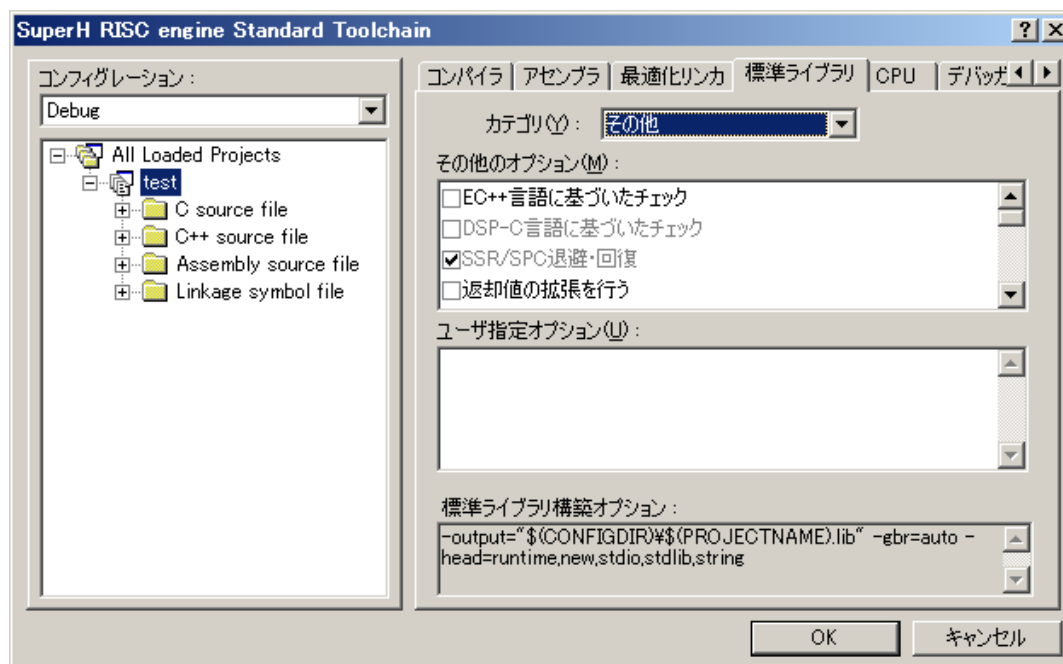 SuperH RISC engine Standard Toolchain
コンフィグレーション :
Debug
All Loaded Projects
test
C source file
C++ source file
Assembly source file
Linkage symbol file
コンパイラ アセンブラ 最適化リンカ 標準ライブラリ CPU デバッガ
カテゴリ(Y) : その他
その他のオプション(M) :
EC++言語に基づいたチェック
DSP-C言語に基づいたチェック
SSR/SPC退避・回復
返却値の拡張を行う
ユーザ指定オプション(U) :
標準ライブラリ構築オプション :
-output="$(CONFIGDIR)¥$(PROJECTNAME).lib" -gbr=auto -
head=runtime,new,stdio,stdlib,string
OK キャンセル